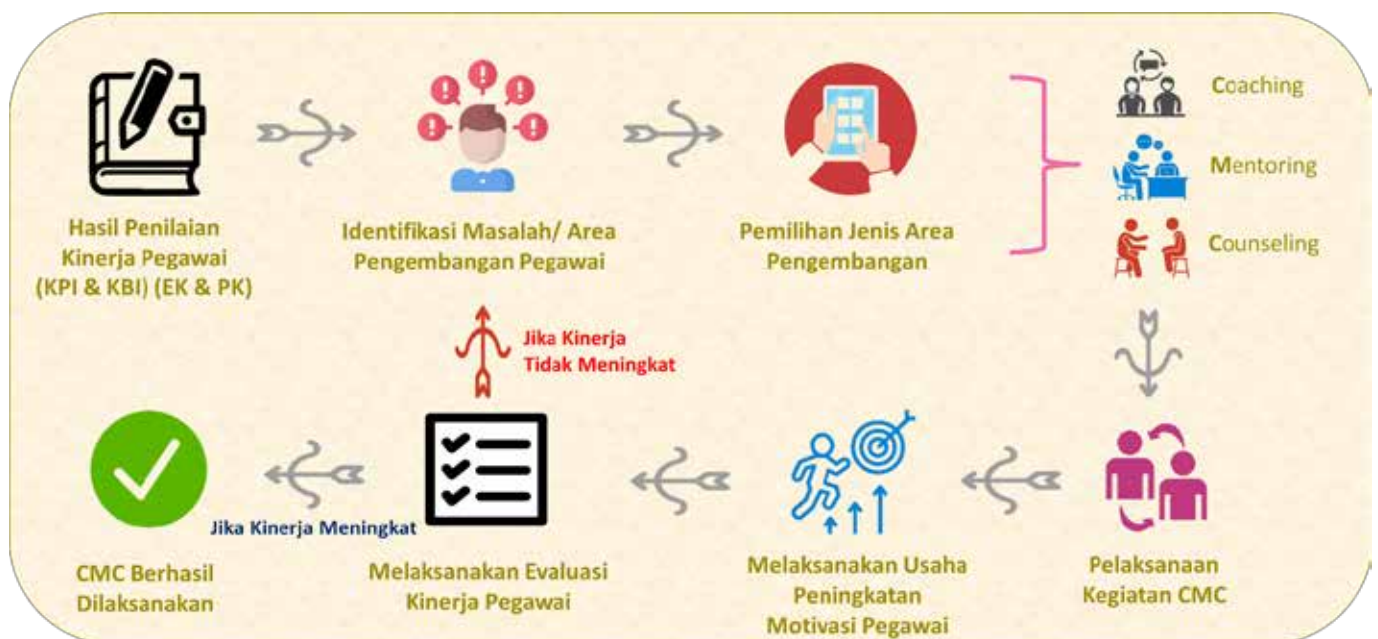 Hasil Penilaian
Kinerja Pegawai
(KPI & KBI) (EK & PK)
Identifikasi Masalah/ Area
Pengembangan Pegawai
Pemilihan Jenis Area
Pengembangan
Coaching
Mentoring
Counseling
Jika Kinerja
Tidak Meningkat
Pelaksanaan
Kegiatan CMC
Melaksanakan Usaha
Peningkatan
Motivasi Pegawai
Melaksanakan Evaluasi
Kinerja Pegawai
Jika Kinerja Meningkat
CMC Berhasil
Dilaksanakan